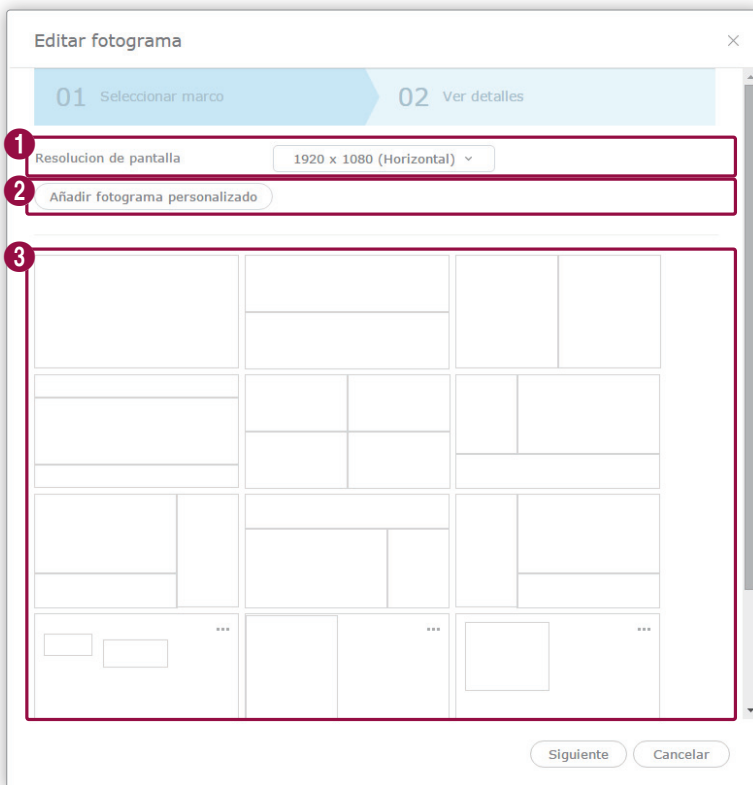 Editar fotograma
01 Seleccionar marco
02 Ver detalles
1
Resolucion de pantalla
1920 x 1080 (Horizontal)
2
Añadir fotograma personalizado
3
Siguiente
Cancelar